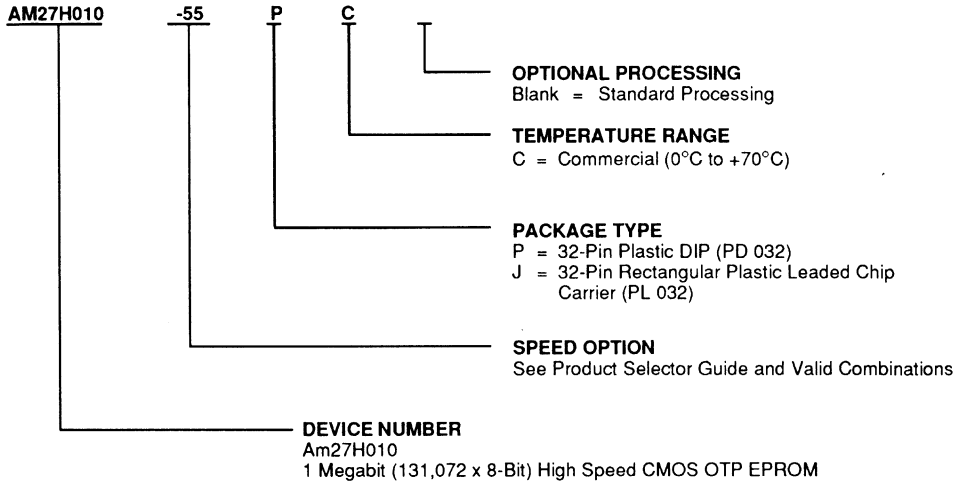 AM27H010 -55 P C
OPTIONAL PROCESSING
Blank = Standard Processing
TEMPERATURE RANGE
C = Commercial (0°C to +70°C)
PACKAGE TYPE
P = 32-Pin Plastic DIP (PD 032)
J = 32-Pin Rectangular Plastic Leaded Chip
Carrier (PL 032)
SPEED OPTION
See Product Selector Guide and Valid Combinations
DEVICE NUMBER
Am27H010
1 Megabit (131,072 x 8-Bit) High Speed CMOS OTP EPROM